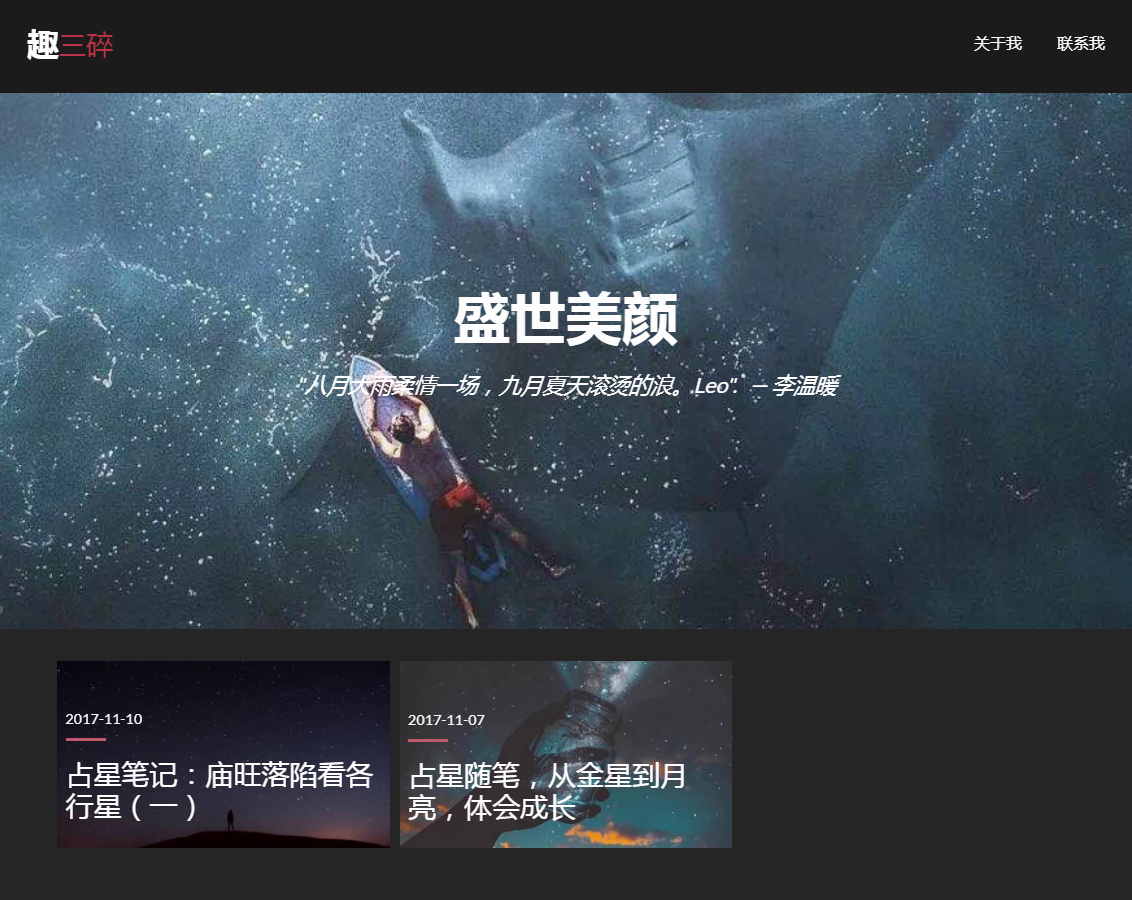 趣三碎
关于我 联系我
盛世美颜
"八月大雨柔情一场，九月夏天滚烫的浪。Leo". — 李温暖
2017-11-10
占星笔记：庙旺落陷看各
行星（一）
2017-11-07
占星随笔，从金星到月
亮，体会成长